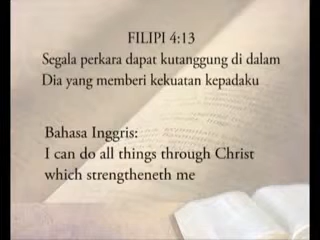 FILIPI 4:13
Segala perkara dapat kutanggung di dalam
Dia yang memberi kekuatan kepadaku
Bahasa Inggris:
I can do all things through Christ
which strengtheneth me